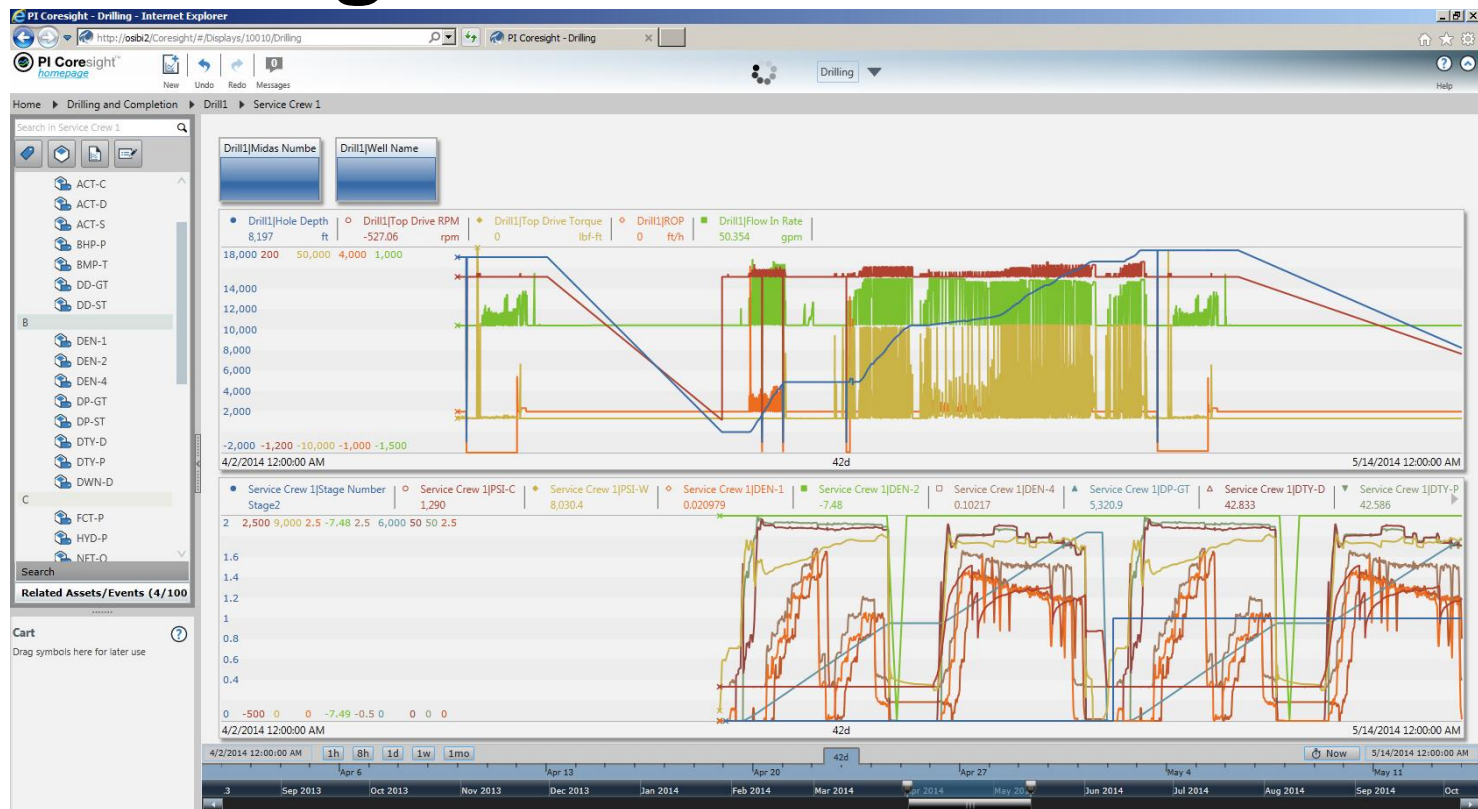 PI Coresight - Drilling - Internet Explorer
http://osibi2/Coresight/#/Displays/10010/Drilling
PI Coresight - Drilling
PI Coresight™
homepage
New Undo Redo Messages
0
Drilling
Help
Home Drilling and Completion Drill1 Service Crew 1
Search in Service Crew 1
ACT-C
ACT-D
ACT-S
BHP-P
BMP-T
DD-GT
DD-ST
B
DEN-1
DEN-2
DEN-4
DP-GT
DP-ST
DTY-D
DTY-P
DWN-D
C
FCT-P
HYD-P
NFT-Q
Search
Related Assets/Events (4/100
Cart
Drag symbols here for later use
Drill1|Midas Numbe Drill1|Well Name
Drill1|Hole Depth Drill1|Top Drive RPM Drill1|Top Drive Torque Drill1|ROP Drill1|Flow In Rate
8,197 ft -527.06 rpm 0 lbf-ft 0 ft/h 50.354 gpm
18,000 200 50,000 4,000 1,000
14,000
12,000
10,000
8,000
6,000
4,000
2,000
-2,000 -1,200 -10,000 -1,000 -1,500
4/2/2014 12:00:00 AM 42d 5/14/2014 12:00:00 AM
Service Crew 1|Stage Number Service Crew 1|PSI-C Service Crew 1|PSI-W Service Crew 1|DEN-1 Service Crew 1|DEN-2 Service Crew 1|DEN-4 Service Crew 1|DP-GT Service Crew 1|DTY-D Service Crew 1|DTY-P
Stage2 1,290 8,030.4 0.020979 -7.48 0.10217 5,320.9 42.833 42.586
2 2,500 9,000 2.5 -7.48 2.5 6,000 50 50 2.5
1.6
1.4
1.2
1
0.8
0.6
0.4
0 -500 0 0 -7.49 -0.5 0 0 0 0
4/2/2014 12:00:00 AM 42d 5/14/2014 12:00:00 AM
4/2/2014 12:00:00 AM 1h 8h 1d 1w 1mo 42d Now 5/14/2014 12:00:00 AM
Apr 6 Apr 13 Apr 20 Apr 27 May 4 May 11
Sep 2013 Oct 2013 Nov 2013 Dec 2013 Jan 2014 Feb 2014 Mar 2014 Jun 2014 Jul 2014 Aug 2014 Sep 2014 Oct